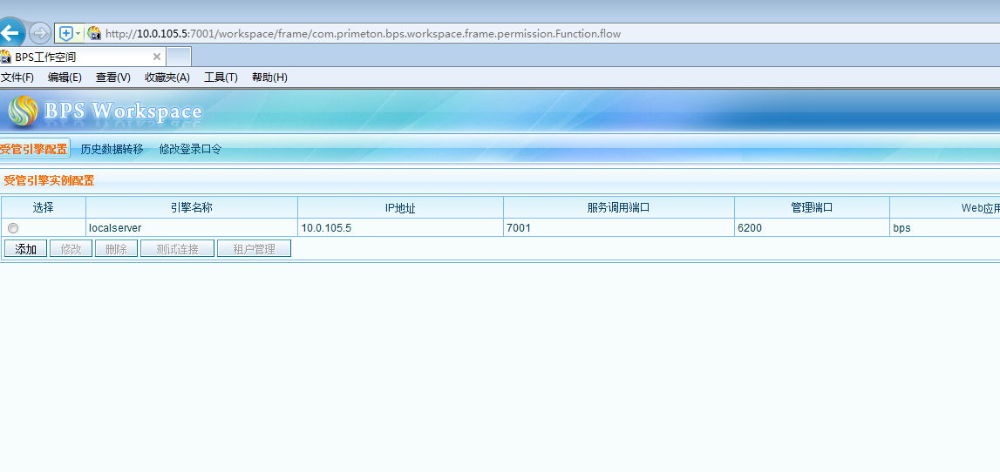 http://10.0.105.5:7001/workspace/frame/com.primeton.bps.workspace.frame.permission.Function.flow
BPS工作空间
文件(F) 编辑(E) 查看(V) 收藏夹(A) 工具(T) 帮助(H)
BPS Workspace
受管引擎配置 历史数据转移 修改登录口令
受管引擎实例配置
选择 引擎名称 IP地址 服务调用端口 管理端口 Web应用
localserver 10.0.105.5 7001 6200 bps
添加 修改 删除 测试连接 租户管理